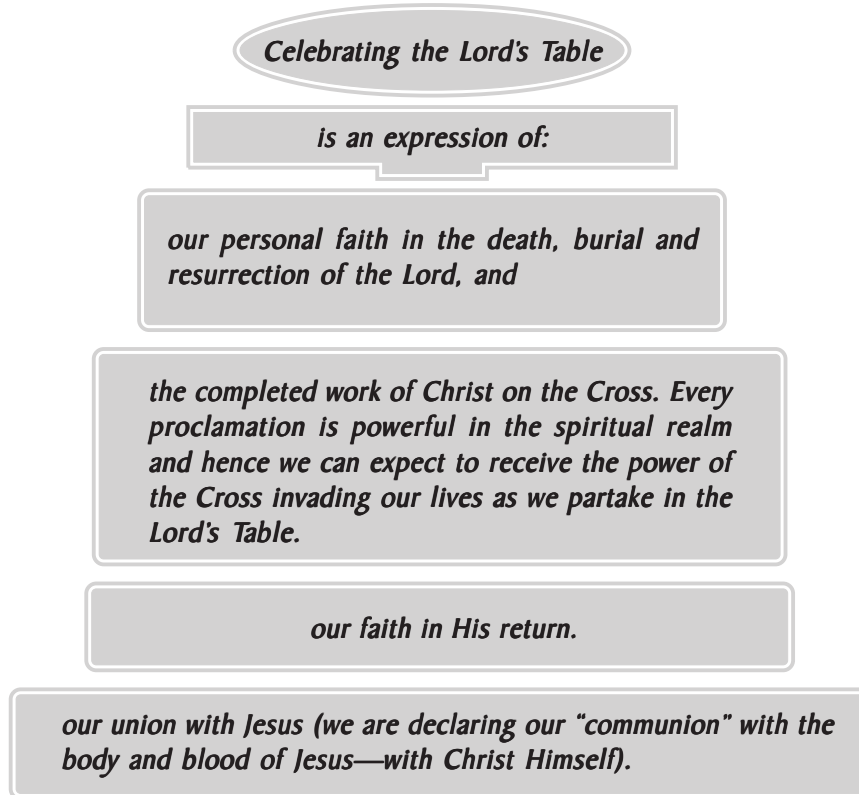 Celebrating the Lord's Table
is an expression of:
our personal faith in the death, burial and
resurrection of the Lord, and
the completed work of Christ on the Cross. Every
proclamation is powerful in the spiritual realm
and hence we can expect to receive the power of
the Cross invading our lives as we partake in the
Lord's Table.
our faith in His return.
our union with Jesus (we are declaring our “communion” with the
body and blood of Jesus—with Christ Himself).